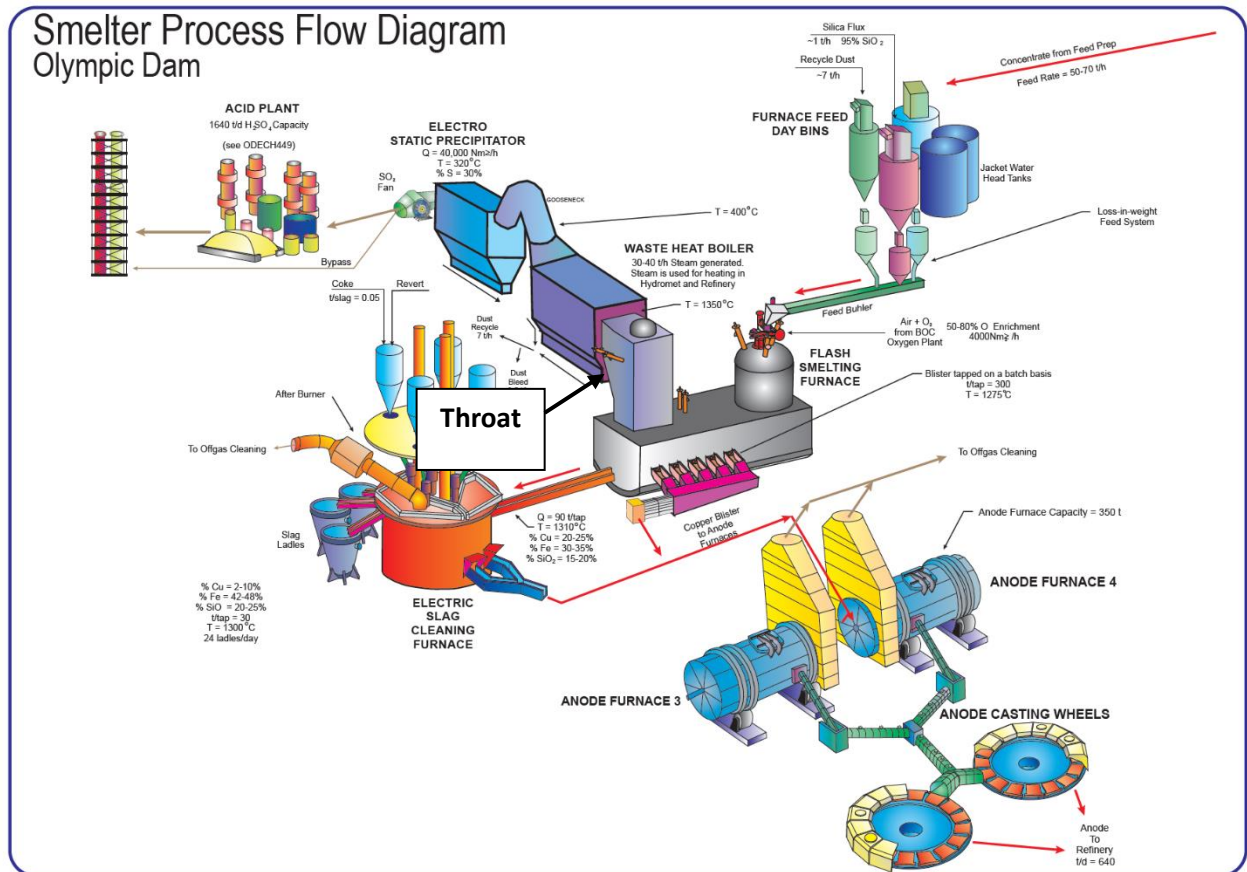 Smelter Process Flow Diagram
Olympic Dam
Silica Flux
~1 t/h 95% SiO2
Recycle Dust
~7 t/h
Concentrate from Feed Prep
Feed Rate = 50-70 t/h
FURNACE FEED
DAY BINS
Jacket Water
Head Tanks
Loss-in-weight
Feed System
Feed Buhler
ACID PLANT
1640 t/d H2SO4 Capacity
(see ODECH449)
ELECTRO
STATIC PRECIPITATOR
Q = 40,000 Nm≥/h
T = 320°C
% S = 30%
SO2
Fan
GOOSENECK
T = 400°C
Bypass
WASTE HEAT BOILER
30-40 t/h Steam generated.
Steam is used for heating in
Hydromet and Refinery
T = 1350°C
Air + O2
from BOC
Oxygen Plant
50-80% O Enrichment
4000Nm≥ /h
FLASH
SMELTING
FURNACE
Blister tapped on a batch basis
t/tap = 300
T = 1275°C
Coke
t/slag = 0.05
Revert
Dust
Recycle
7 t/h
Dust
Bleed
Throat
After Burner
To Offgas Cleaning
Slag
Ladles
% Cu = 2-10%
% Fe = 42-48%
% SiO = 20-25%
t/tap = 30
T = 1300°C
24 ladles/day
Q = 90 t/tap
T = 1310°C
% Cu = 20-25%
% Fe = 30-35%
% SiO2 = 15-20%
ELECTRIC
SLAG
CLEANING
FURNACE
Copper Blister
to Anode
Furnaces
To Offgas Cleaning
Anode Furnace Capacity = 350 t
ANODE FURNACE 4
ANODE FURNACE 3
ANODE CASTING WHEELS
Anode
To
Refinery
t/d = 640